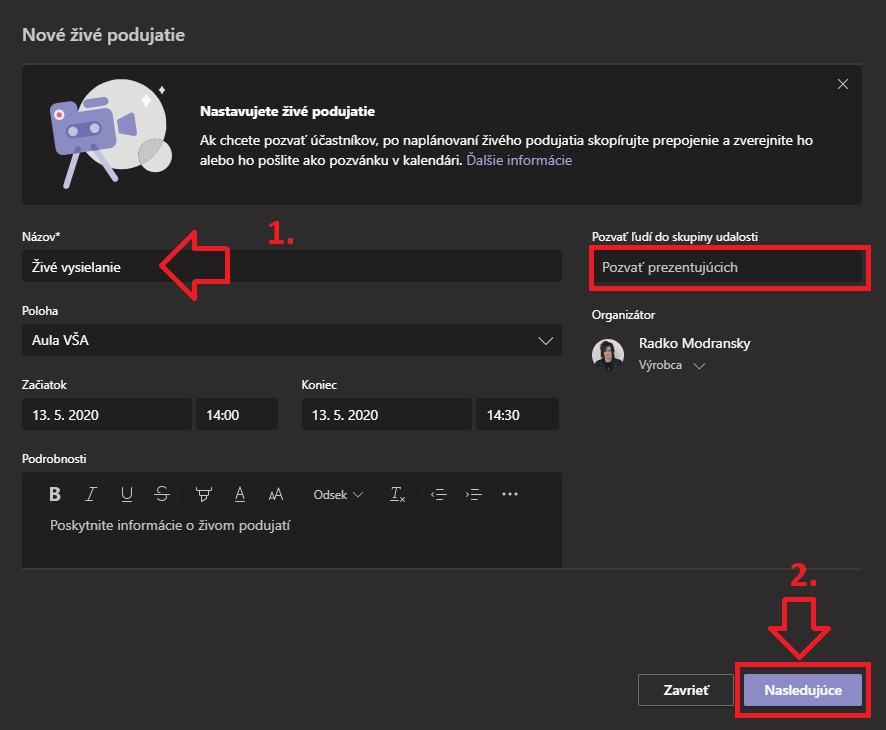 Nové živé podujatie
Nastavujete živé podujatie
Ak chcete pozvať účastníkov, po naplánovaní živého podujatia skopírujte prepojenie a zverejnite ho
alebo ho pošlite ako pozvánku v kalendári. Ďalšie informácie
1.
Názov*
Živé vysielanie
Pozvať ľudí do skupiny udalosti
Pozvať prezentujúcich
Poloha
Aula VŠA
Organizátor
Radko Modransky
Výrobca
Začiatok
Koniec
13. 5. 2020 14:00 13. 5. 2020 14:30
Podrobnosti
B I U S A AA Odsek Tx ...
Poskytnite informácie o živom podujatí
2.
Zavrieť Nasledujúce